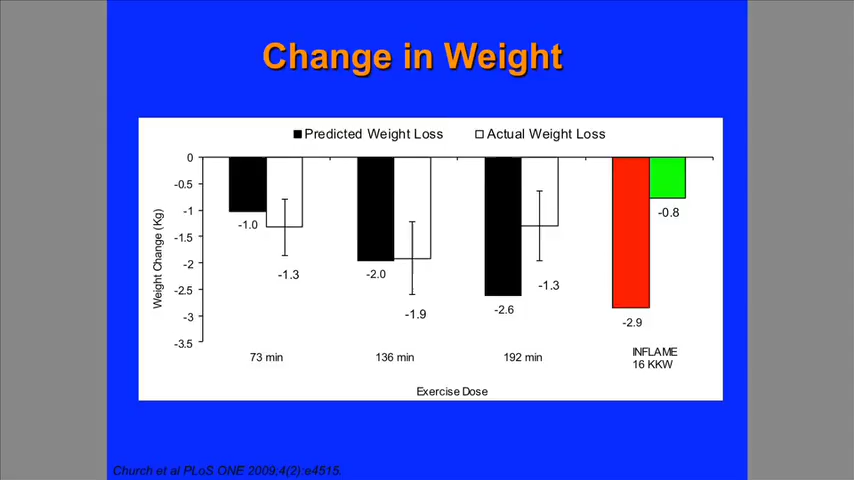 Change in Weight
Predicted Weight Loss
Actual Weight Loss
Weight Change (Kg)
0
-0.5
-1
-1.5
-2
-2.5
-3
-3.5
-1.0
-1.3
-2.0
-1.9
-2.6
-1.3
-2.9
-0.8
73 min
136 min
192 min
INFLAME
16 KKW
Exercise Dose
Church et al PLoS ONE 2009;4(2):e4515.